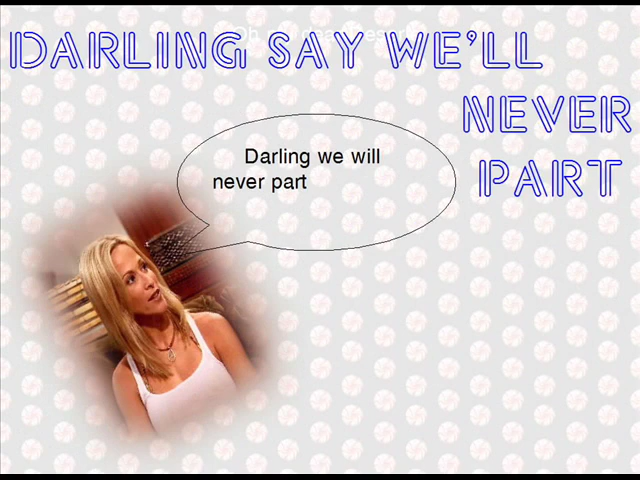 DARLING SAY WE'LL
NEVER
PART
Darling we will
never part